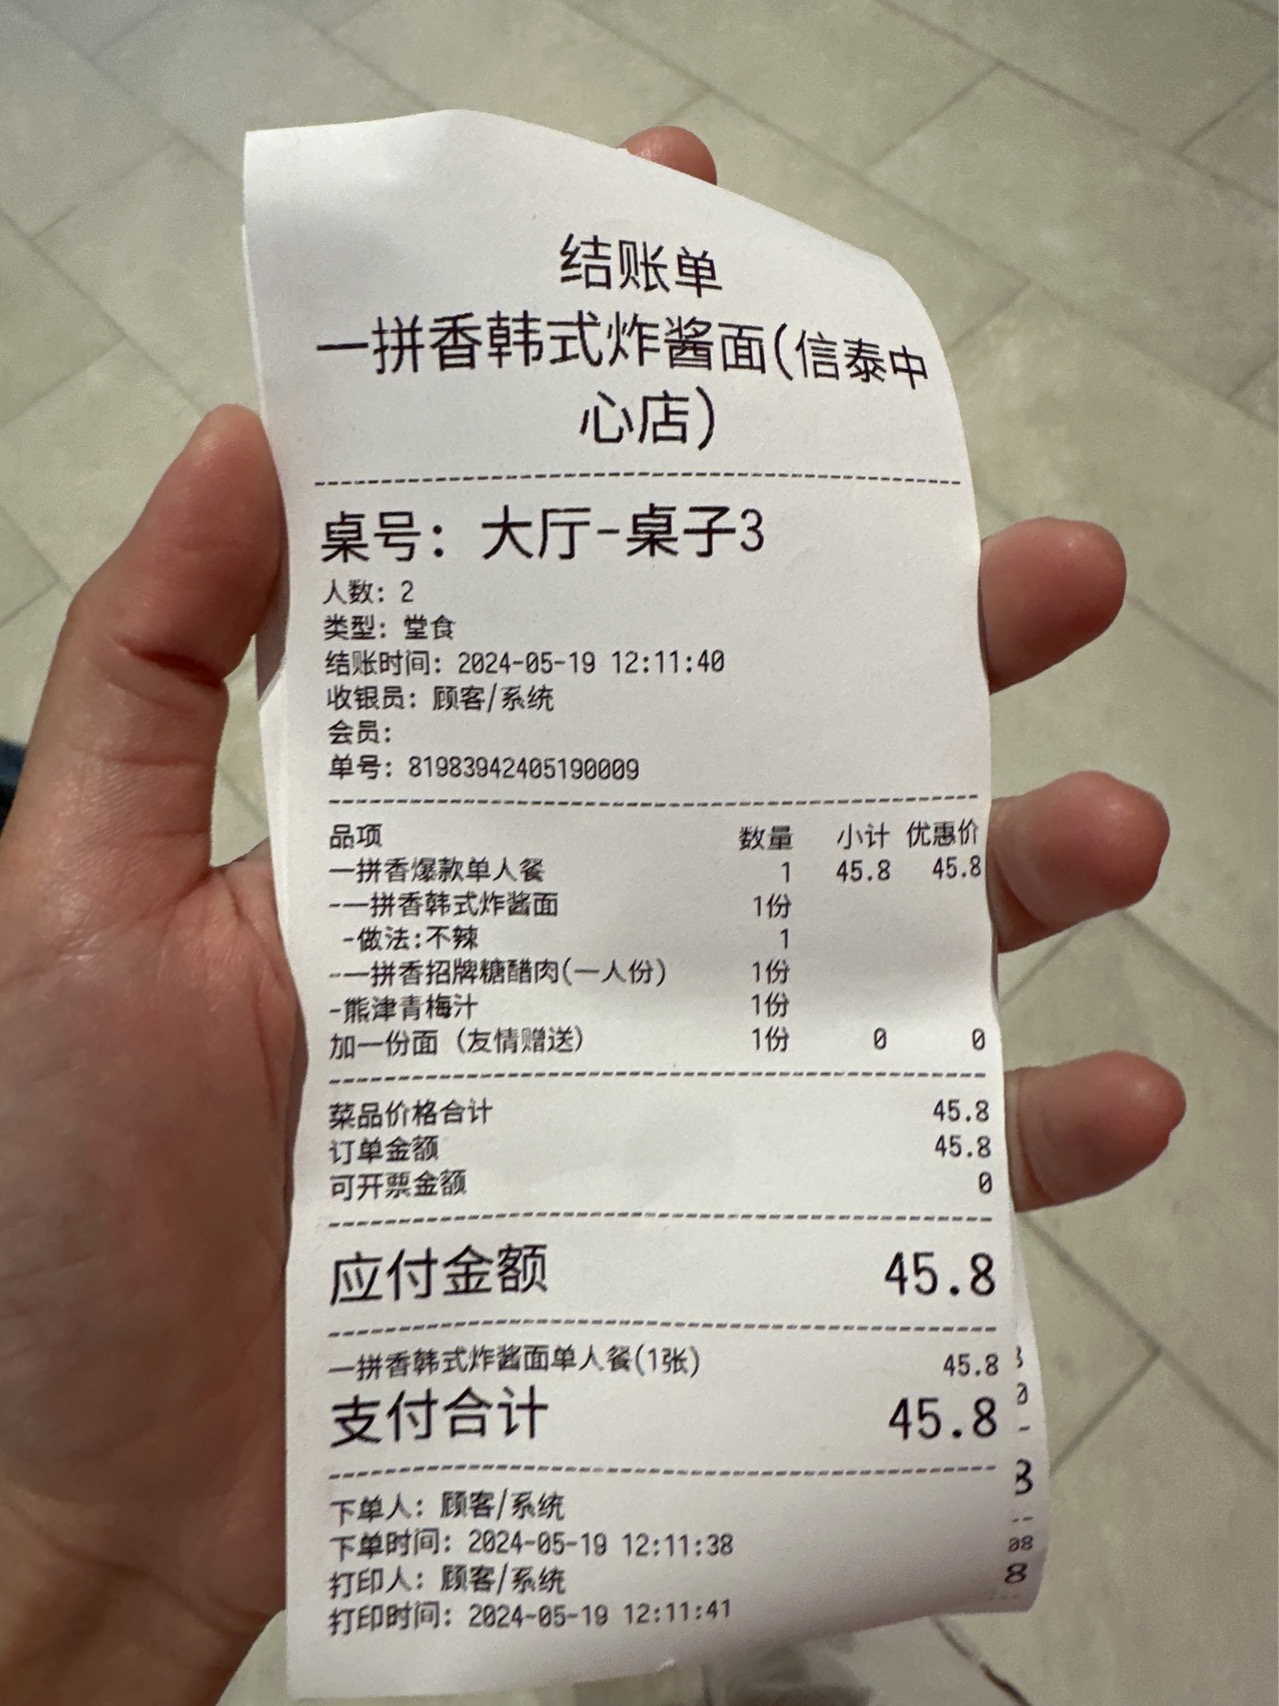 结账单
一拼香韩式炸酱面(信泰中
心店)
桌号：大厅-桌子3
人数：2
类型：堂食
结账时间：2024-05-19 12:11:40
收银员：顾客/系统
会员：
单号：81983942405190009
品项 数量 小计 优惠价
一拼香爆款单人餐 1 45.8 45.8
-一拼香韩式炸酱面 1份
-做法:不辣 1
-一拼香招牌糖醋肉(一人份) 1份
-熊津青梅汁 1份
加一份面（友情赠送） 1份 0 0
菜品价格合计 45.8
订单金额 45.8
可开票金额 0
应付金额 45.8
一拼香韩式炸酱面单人餐(1张) 45.8
支付合计 45.8
下单人：顾客/系统
下单时间：2024-05-19 12:11:38
打印人：顾客/系统
打印时间：2024-05-19 12:11:41